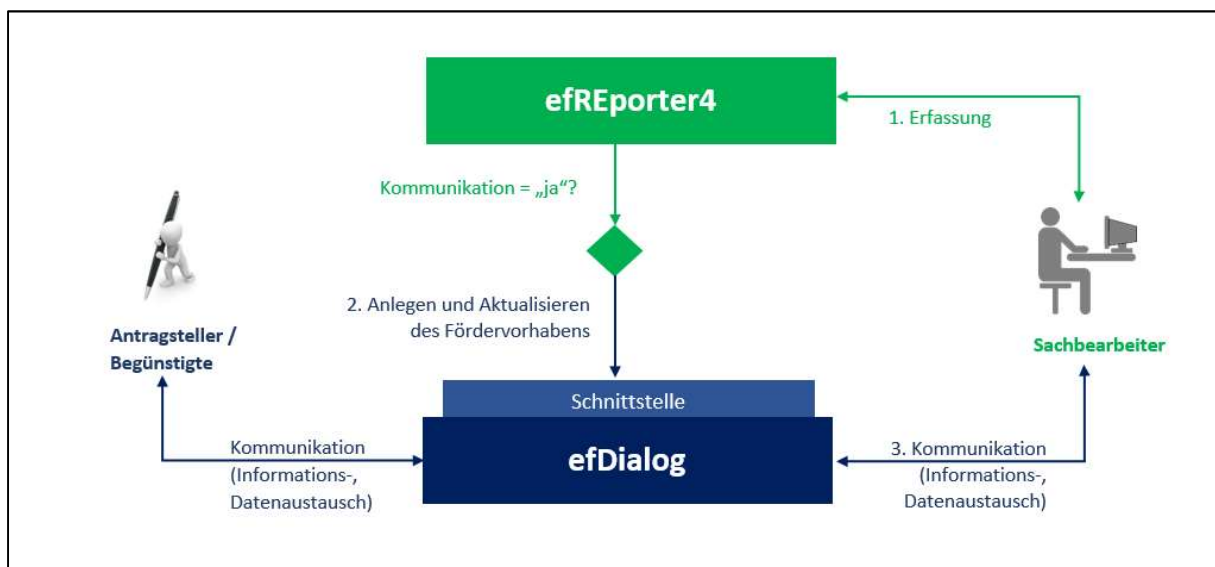 efREporter4
1. Erfassung
Kommunikation = „ja“?
2. Anlegen und Aktualisieren
des Fördervorhabens
Antragsteller /
Begünstigte
Sachbearbeiter
Schnittstelle
efDialog
Kommunikation
(Informations-,
Datenaustausch)
3. Kommunikation
(Informations-,
Datenaustausch)